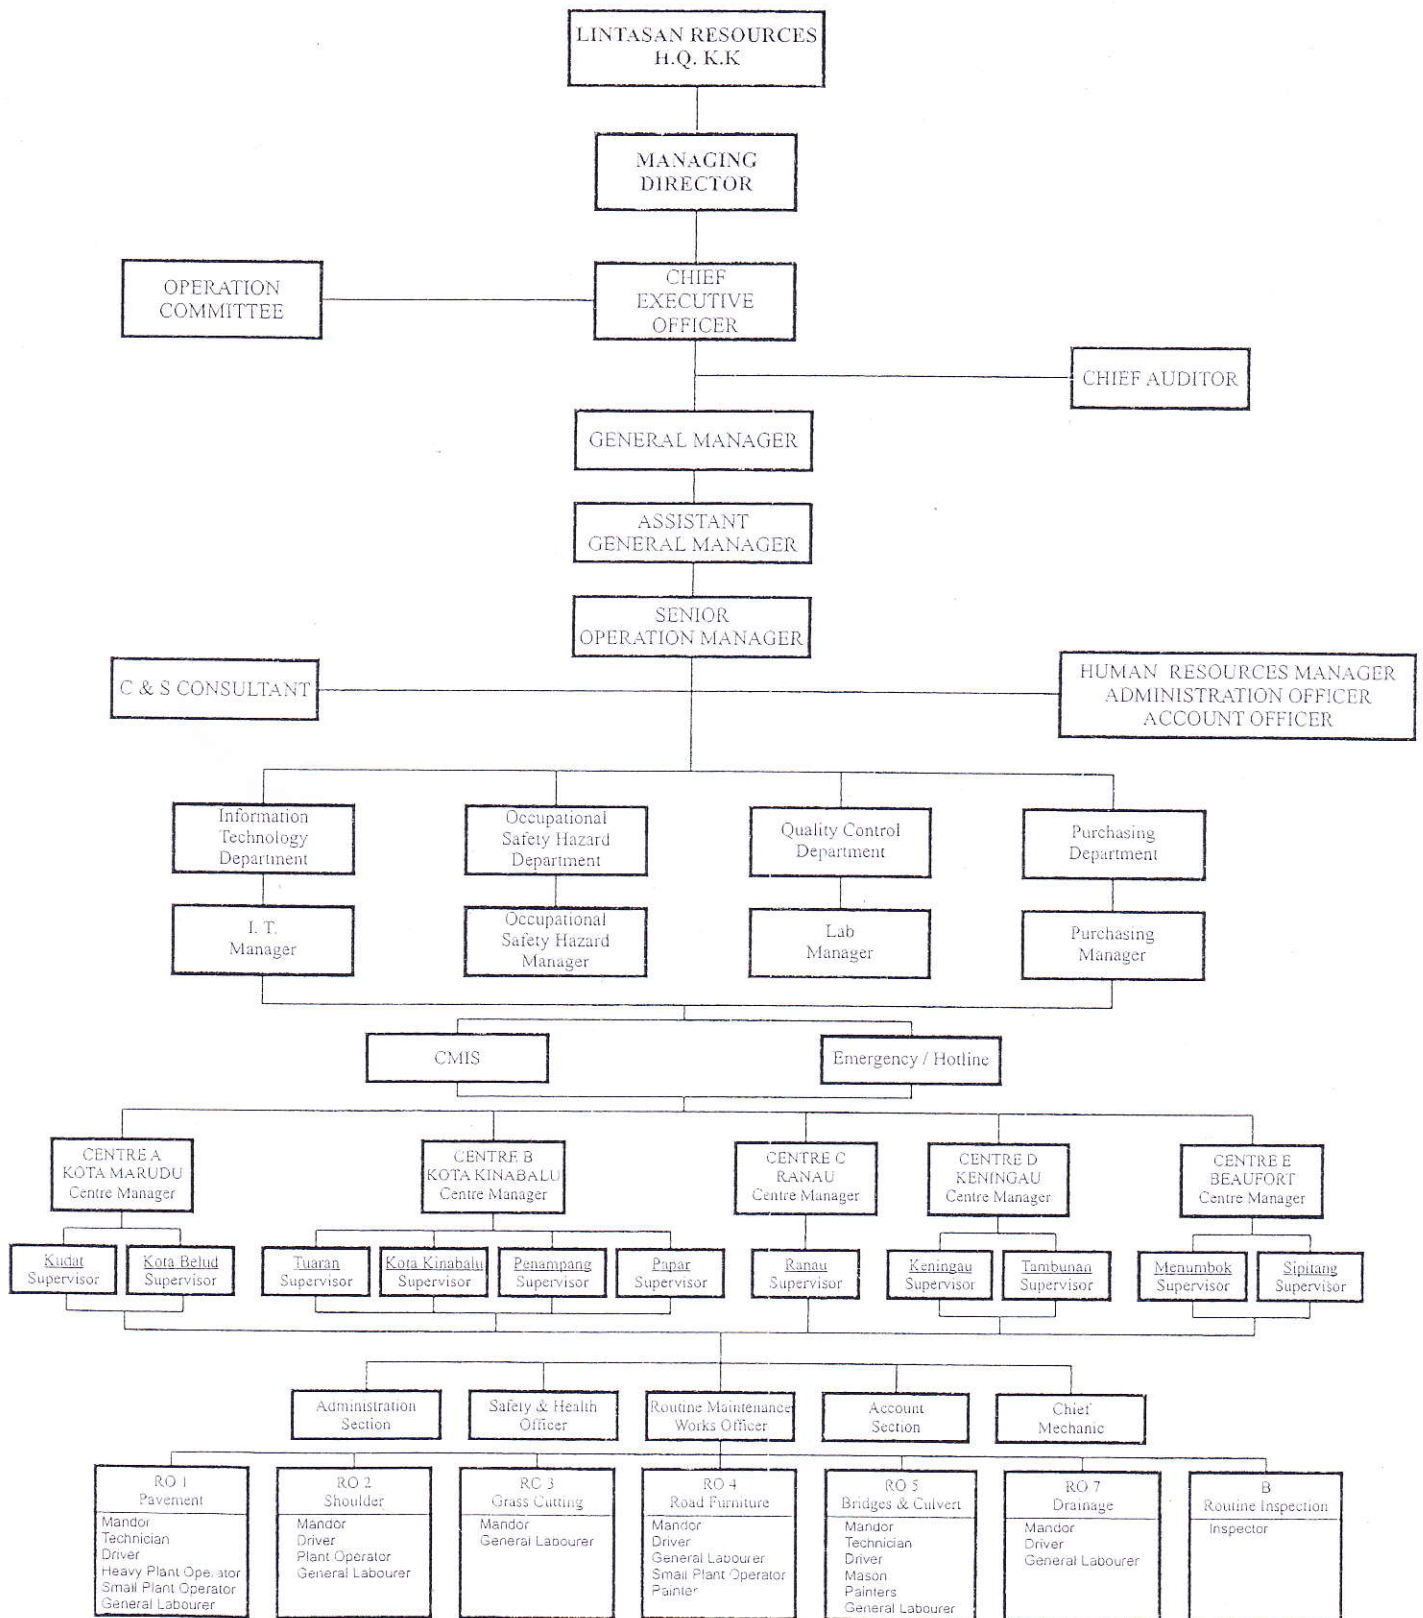 LINTASAN RESOURCES
H.Q. K.K
MANAGING
DIRECTOR
OPERATION
COMMITTEE
CHIEF
EXECUTIVE
OFFICER
CHIEF AUDITOR
GENERAL MANAGER
ASSISTANT
GENERAL MANAGER
SENIOR
OPERATION MANAGER
C & S CONSULTANT
HUMAN RESOURCES MANAGER
ADMINISTRATION OFFICER
ACCOUNT OFFICER
Information
Technology
Department
Occupational
Safety Hazard
Department
Quality Control
Department
Purchasing
Department
I. T.
Manager
Occupational
Safety Hazard
Manager
Lab
Manager
Purchasing
Manager
CMIS
Emergency / Hotline
CENTRE A
KOTA MARUDU
Centre Manager
CENTRE B
KOTA KINABALU
Centre Manager
CENTRE C
RANAU
Centre Manager
CENTRE D
KENINGAU
Centre Manager
CENTRE E
BEAUFORT
Centre Manager
Kudat
Supervisor
Kota Belud
Supervisor
Tuaran
Supervisor
Kota Kinabalu
Supervisor
Penampang
Supervisor
Papar
Supervisor
Ranau
Supervisor
Keningau
Supervisor
Tambunan
Supervisor
Menumbok
Supervisor
Sipitang
Supervisor
Administration
Section
Safety & Health
Officer
Routine Maintenance
Works Officer
Account
Section
Chief
Mechanic
RO 1
Pavement
Mandor
Technician
Driver
Heavy Plant Operator
Small Plant Operator
General Labourer
RO 2
Shoulder
Mandor
Driver
Plant Operator
General Labourer
RO 3
Grass Cutting
Mandor
General Labourer
RO 4
Road Furniture
Mandor
Driver
General Labourer
Small Plant Operator
Painter
RO 5
Bridges & Culvert
Mandor
Technician
Driver
Mason
Painters
General Labourer
RO 7
Drainage
Mandor
Driver
General Labourer
B
Routine Inspection
Inspector